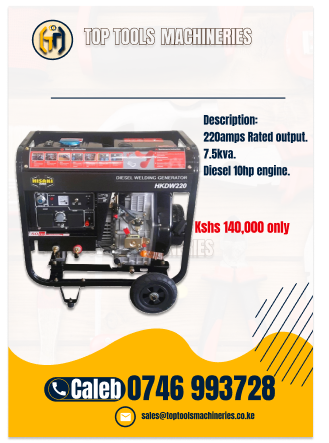 TOP TOOLS MACHINERIES
Description:
220amps Rated output.
7.5kva.
Diesel 10hp engine.
DIESEL WELDING GENERATOR
HKDW220
Kshs 140,000 only
Caleb 0746 993728
sales@toptoolsmachineries.co.ke